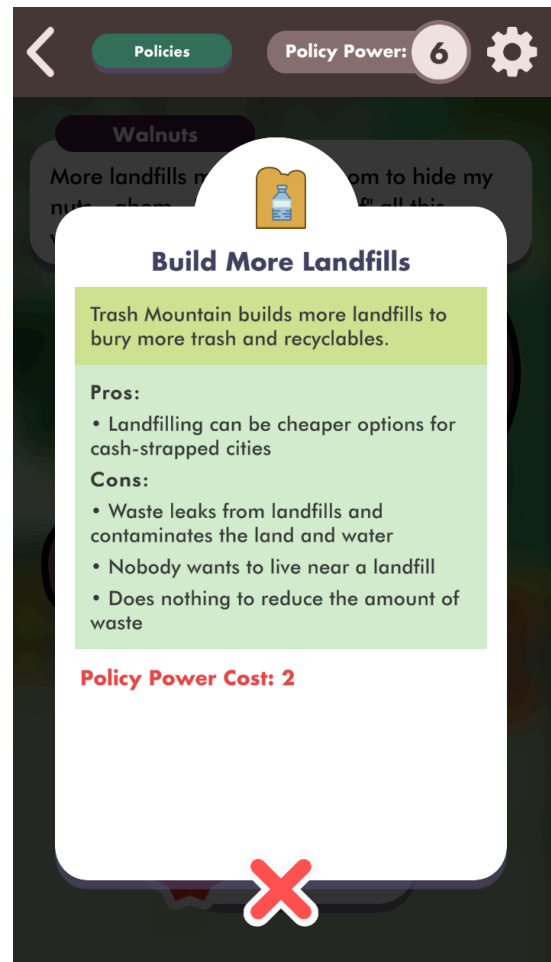 Policies
Policy Power: 6
Walnuts
More landfills m om to hide my
all this
Build More Landfills
Trash Mountain builds more landfills to
bury more trash and recyclables.
Pros:
• Landfilling can be cheaper options for
cash-strapped cities
Cons:
• Waste leaks from landfills and
contaminates the land and water
• Nobody wants to live near a landfill
• Does nothing to reduce the amount of
waste
Policy Power Cost: 2